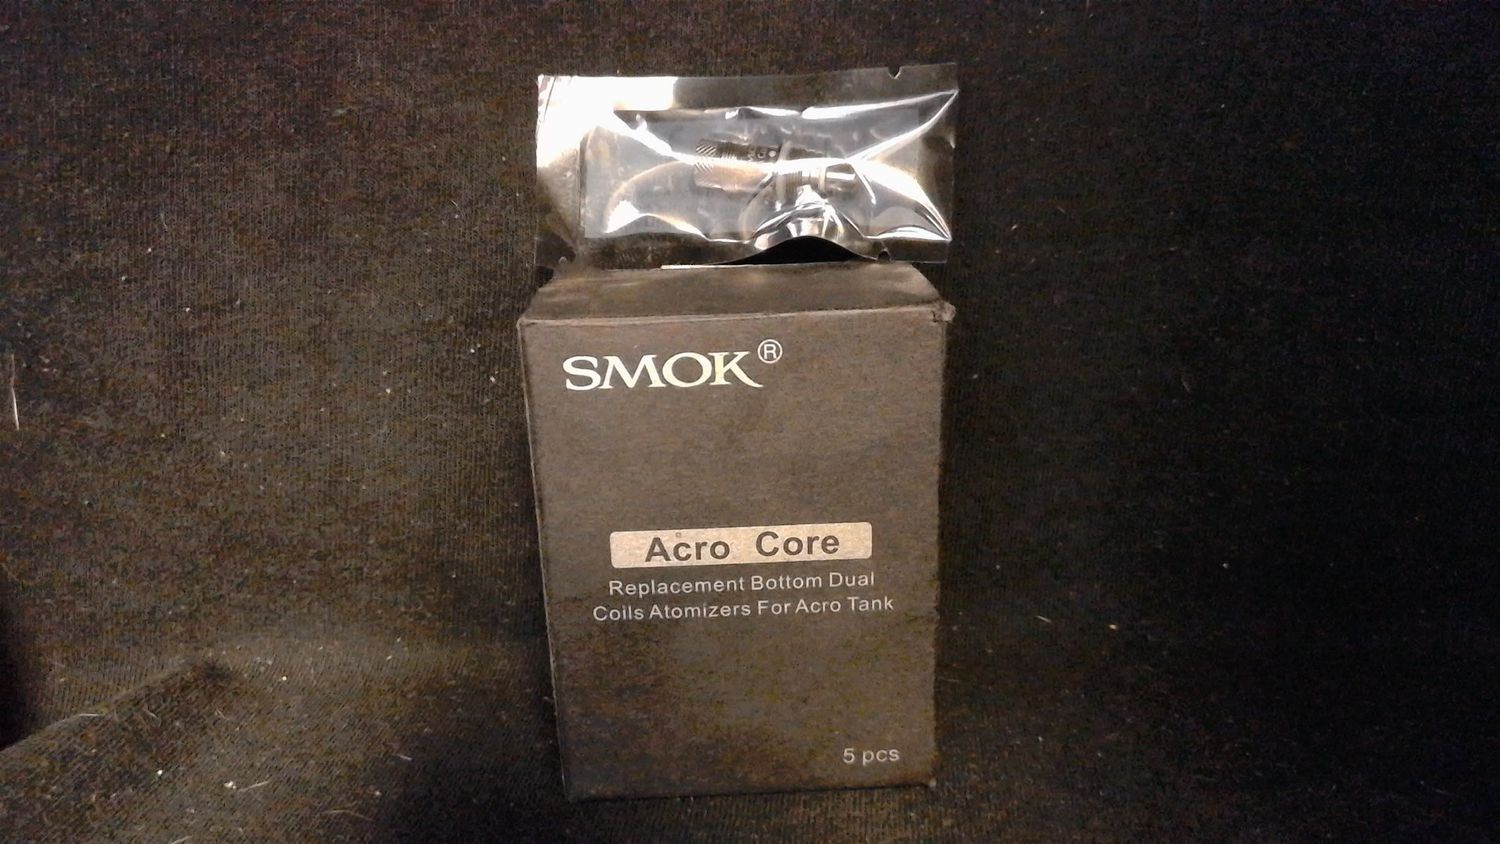 SMOK®
Acro Core
Replacement Bottom Dual
Coils Atomizers For Acro Tank
5 pcs